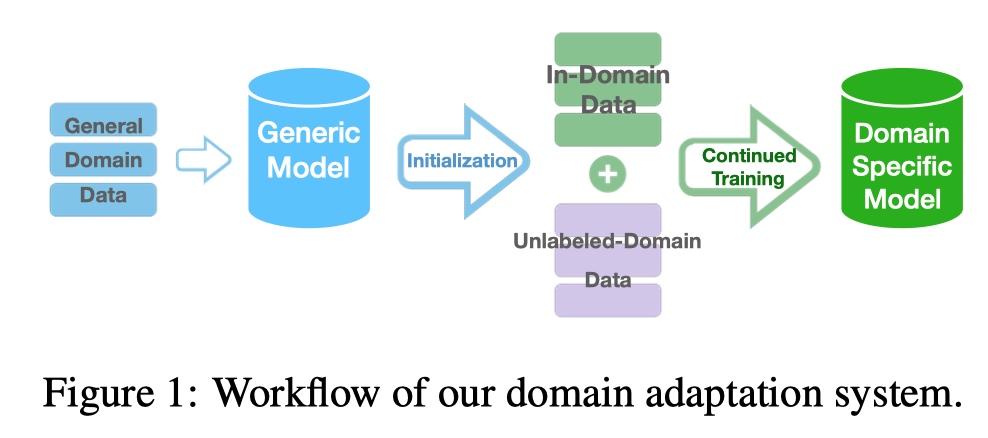 General
Domain
Data
Generic
Model
Initialization
In-Domain
Data
+
Unlabeled-Domain
Data
Continued
Training
Domain
Specific
Model
Figure 1: Workflow of our domain adaptation system.